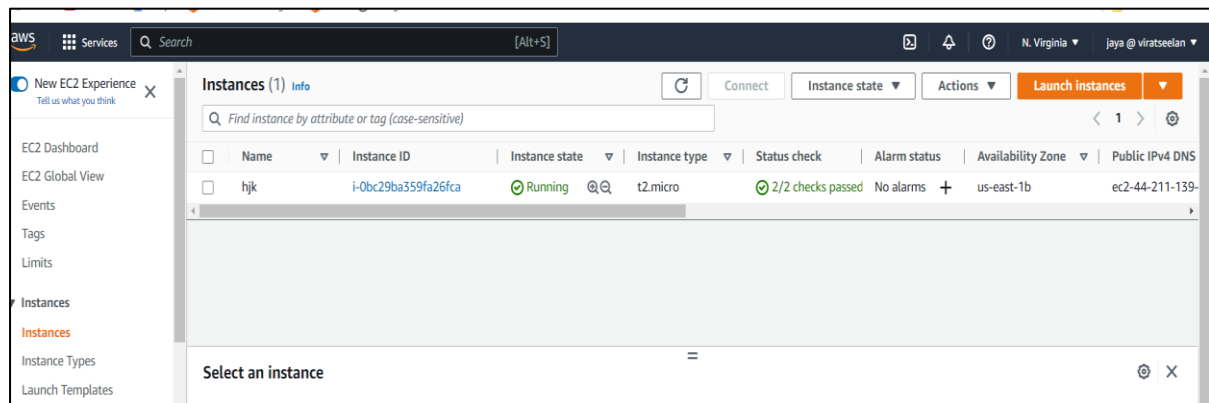 aws Services Search [Alt+S] N. Virginia jaya @ viratseelan
New EC2 Experience
Tell us what you think
EC2 Dashboard
EC2 Global View
Events
Tags
Limits
Instances
Instances
Instance Types
Launch Templates
Instances (1) Info Connect Instance state Actions Launch instances
Find instance by attribute or tag (case-sensitive) 1
Name Instance ID Instance state Instance type Status check Alarm status Availability Zone Public IPv4 DNS
hjk i-0bc29ba359fa26fca Running t2.micro 2/2 checks passed No alarms + us-east-1b ec2-44-211-139-
Select an instance